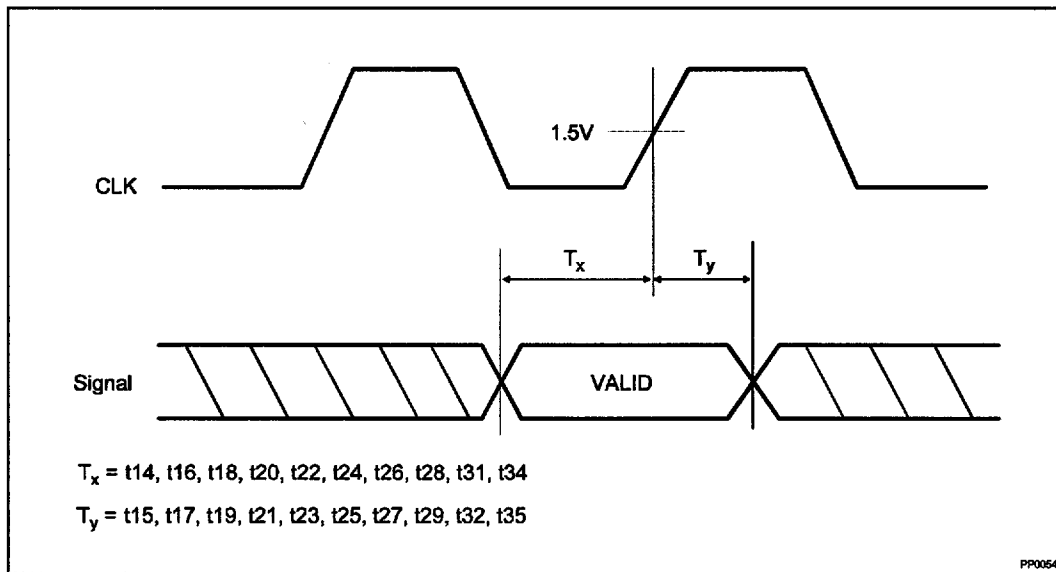 1.5V
CLK
Tx Ty
Signal VALID
Tx = t14, t16, t18, t20, t22, t24, t26, t28, t31, t34
Ty = t15, t17, t19, t21, t23, t25, t27, t29, t32, t35
PP0054